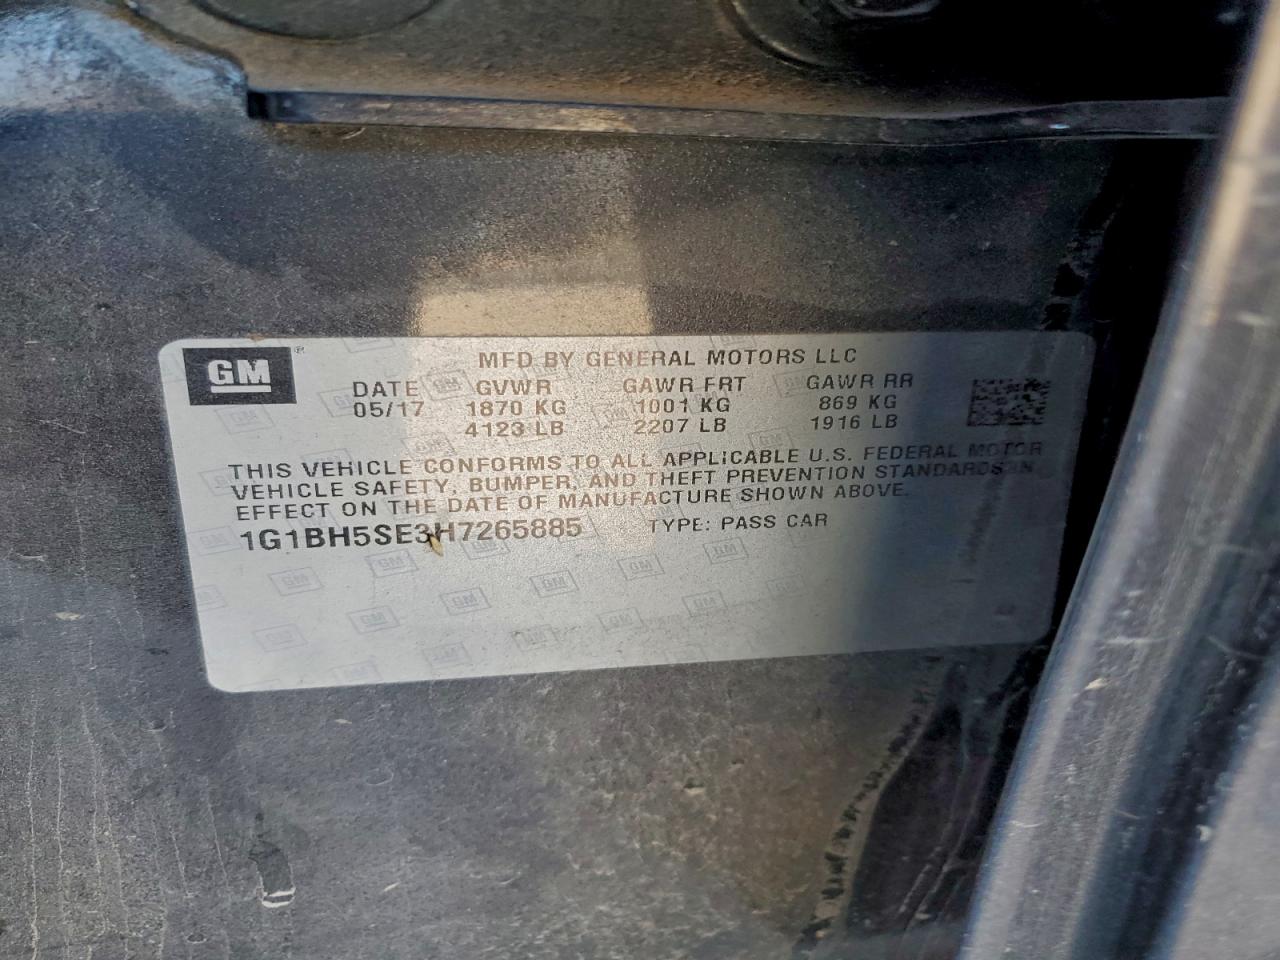 GM
MFD BY GENERAL MOTORS LLC
DATE GVWR GAWR FRT GAWR RR
05/17 1870 KG 1001 KG 869 KG
4123 LB 2207 LB 1916 LB
THIS VEHICLE CONFORMS TO ALL APPLICABLE U.S. FEDERAL MOTOR
VEHICLE SAFETY, BUMPER, AND THEFT PREVENTION STANDARDS IN
EFFECT ON THE DATE OF MANUFACTURE SHOWN ABOVE.
1G1BH5SE3H7265885 TYPE: PASS CAR